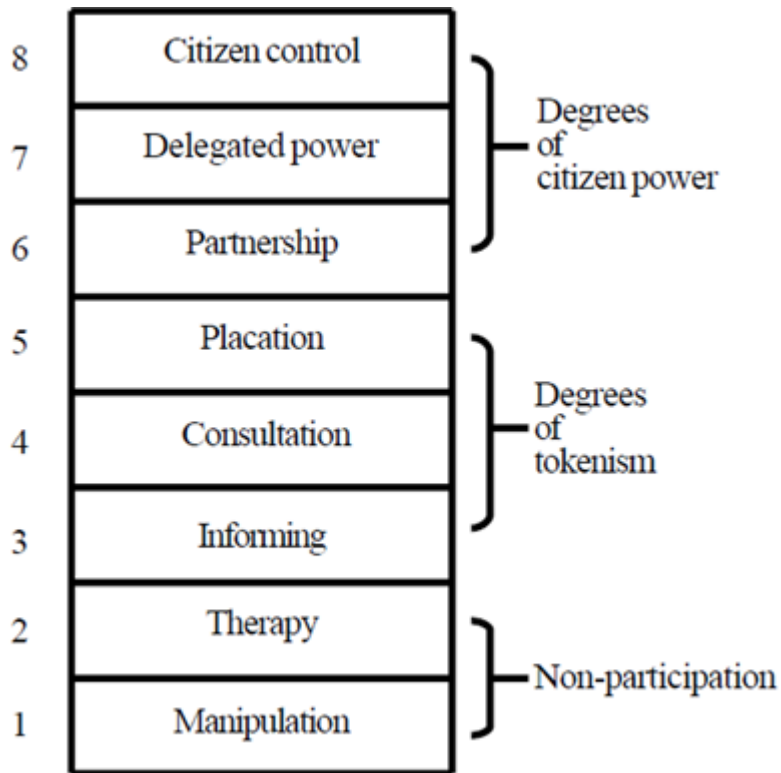 8 Citizen control
7 Delegated power
6 Partnership
Degrees
of
citizen power
5 Placation
4 Consultation
3 Informing
Degrees
of
tokenism
2 Therapy
1 Manipulation
Non-participation